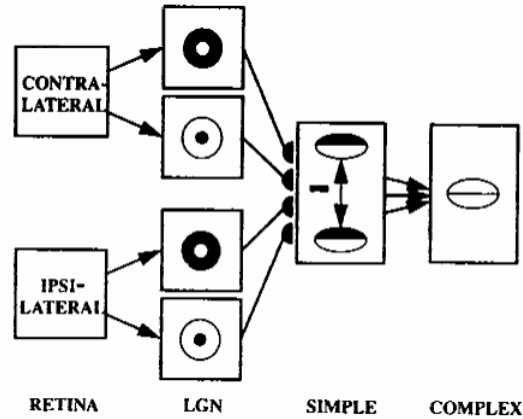 CONTRA-
LATERAL
IPSI-
LATERAL
RETINA LGN SIMPLE COMPLEX